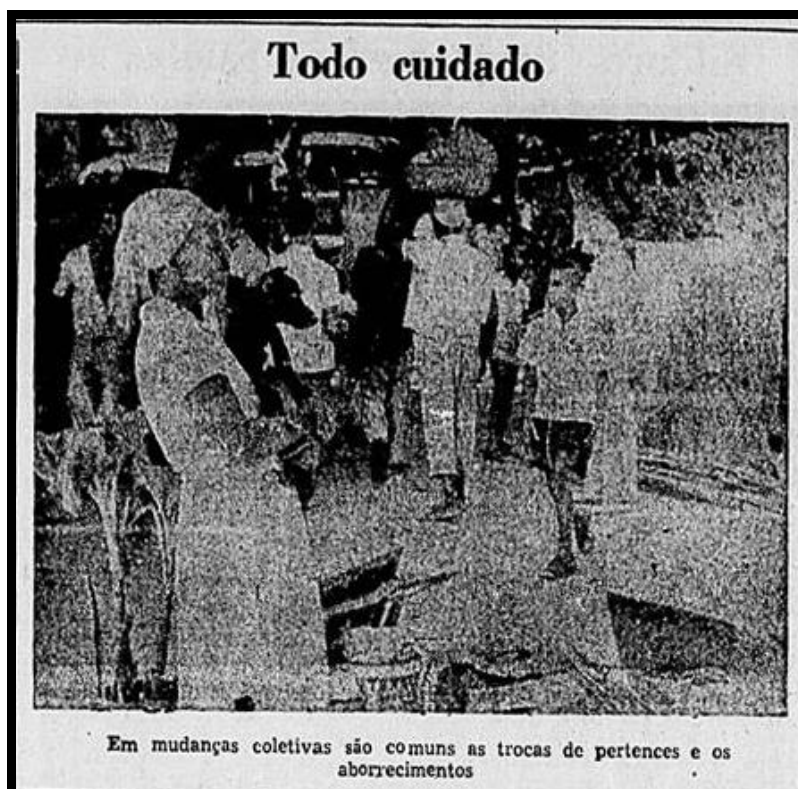 Todo cuidado
Em mudanças coletivas são comuns as trocas de pertences e os
aborrecimentos